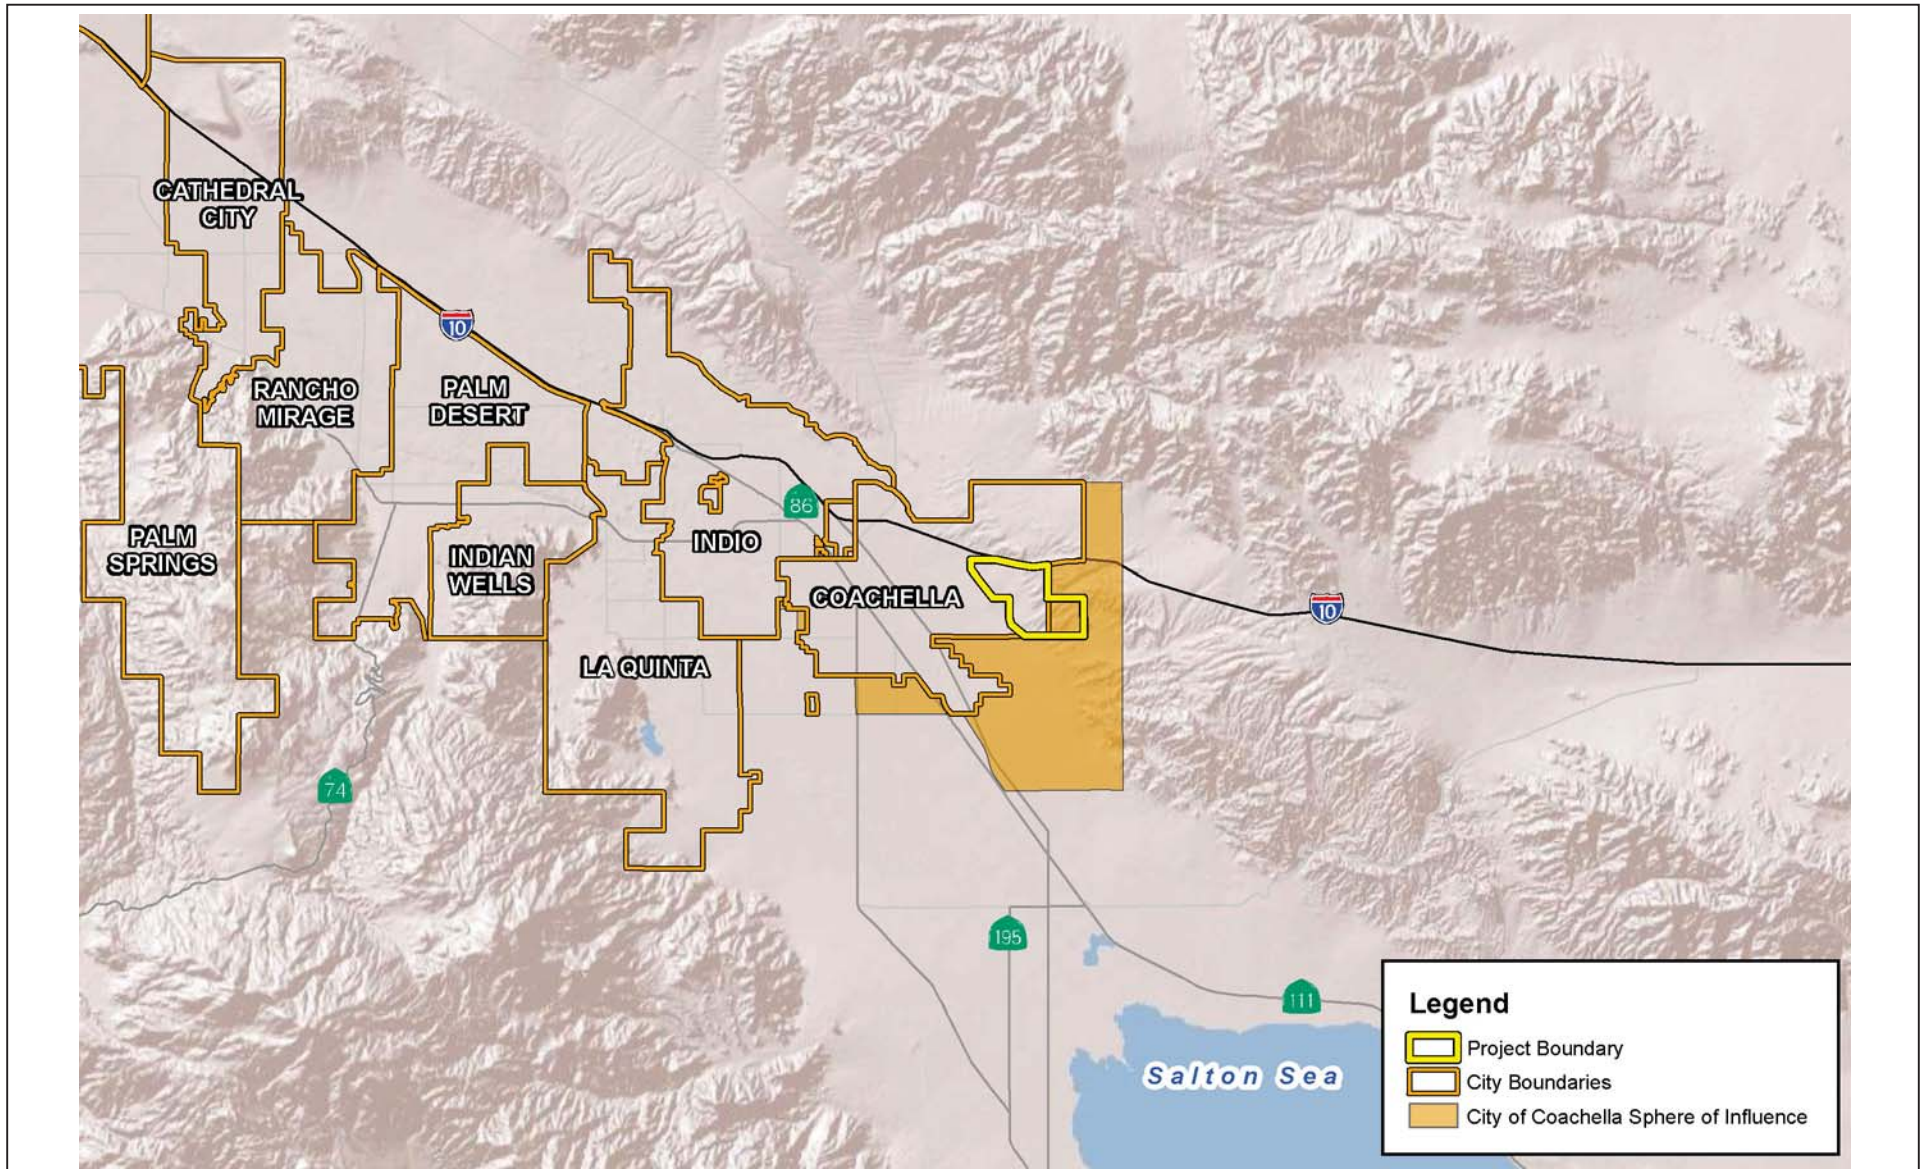 CATHEDRAL
CITY
10
RANCHO
MIRAGE
PALM
DESERT
86
PALM
SPRINGS
INDIAN
WELLS
INDIO
COACHELLA
10
LA QUINTA
74
195
111
Salton Sea
Legend
Project Boundary
City Boundaries
City of Coachella Sphere of Influence